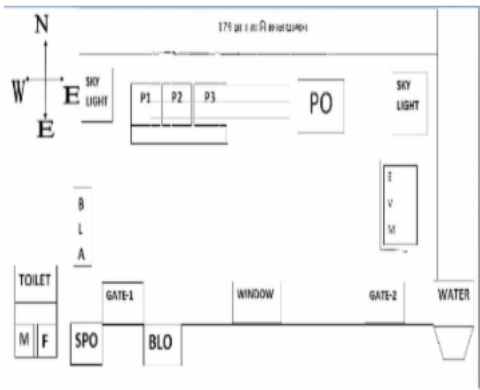 N
W
E
E
SKY
LIGHT
P1
P2
P3
PO
SKY
LIGHT
B
L
A
E
V
M
TOILET
GATE-1
WINDOW
GATE-2
WATER
M
F
SPO
BLO